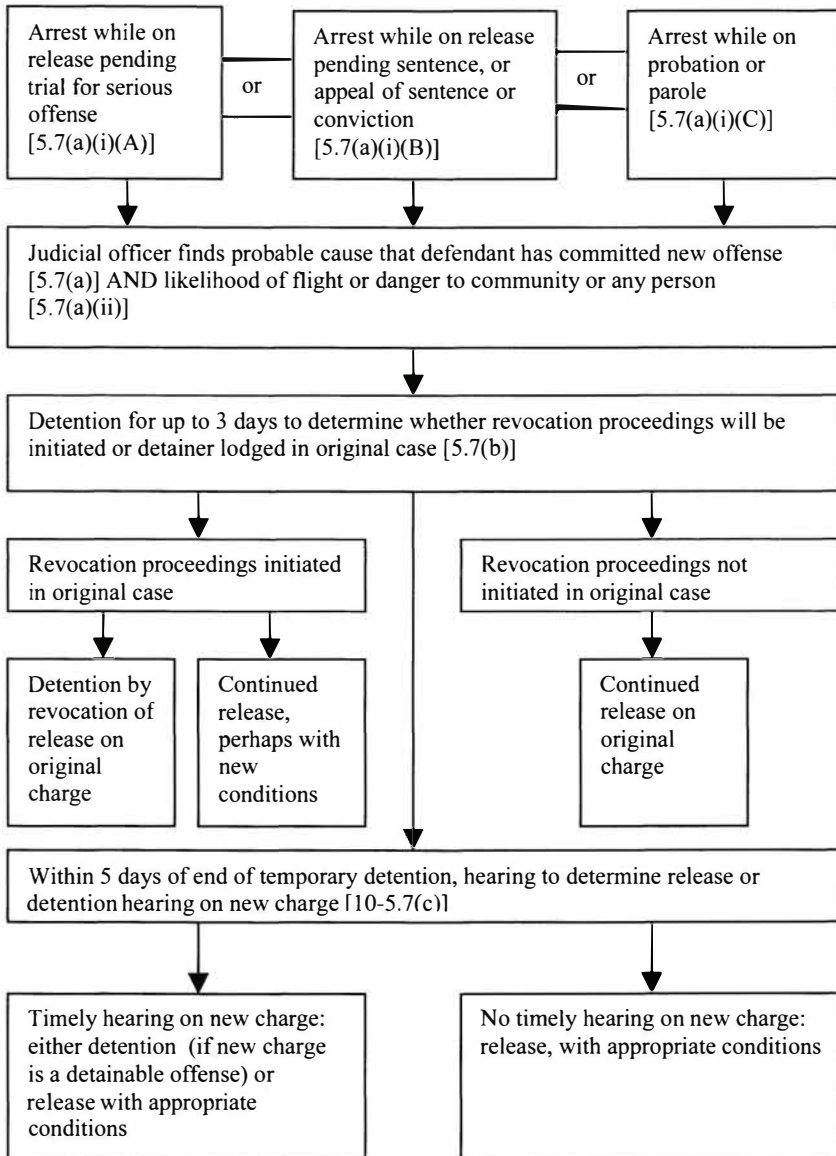 Arrest while on
release pending
trial for serious
offense
[5.7(a)(i)(A)]
or
Arrest while on release
pending sentence, or
appeal of sentence or
conviction
[5.7(a)(i)(B)]
or
Arrest while on
probation or
parole
[5.7(a)(i)(C)]
Judicial officer finds probable cause that defendant has committed new offense
[5.7(a)] AND likelihood of flight or danger to community or any person
[5.7(a)(ii)]
Detention for up to 3 days to determine whether revocation proceedings will be
initiated or detainer lodged in original case [5.7(b)]
Revocation proceedings initiated
in original case
Revocation proceedings not
initiated in original case
Detention by
revocation of
release on
original
charge
Continued
release,
perhaps with
new
conditions
Continued
release on
original
charge
Within 5 days of end of temporary detention, hearing to determine release or
detention hearing on new charge [10-5.7(c)]
Timely hearing on new charge:
either detention (if new charge
is a detainable offense) or
release with appropriate
conditions
No timely hearing on new charge:
release, with appropriate conditions